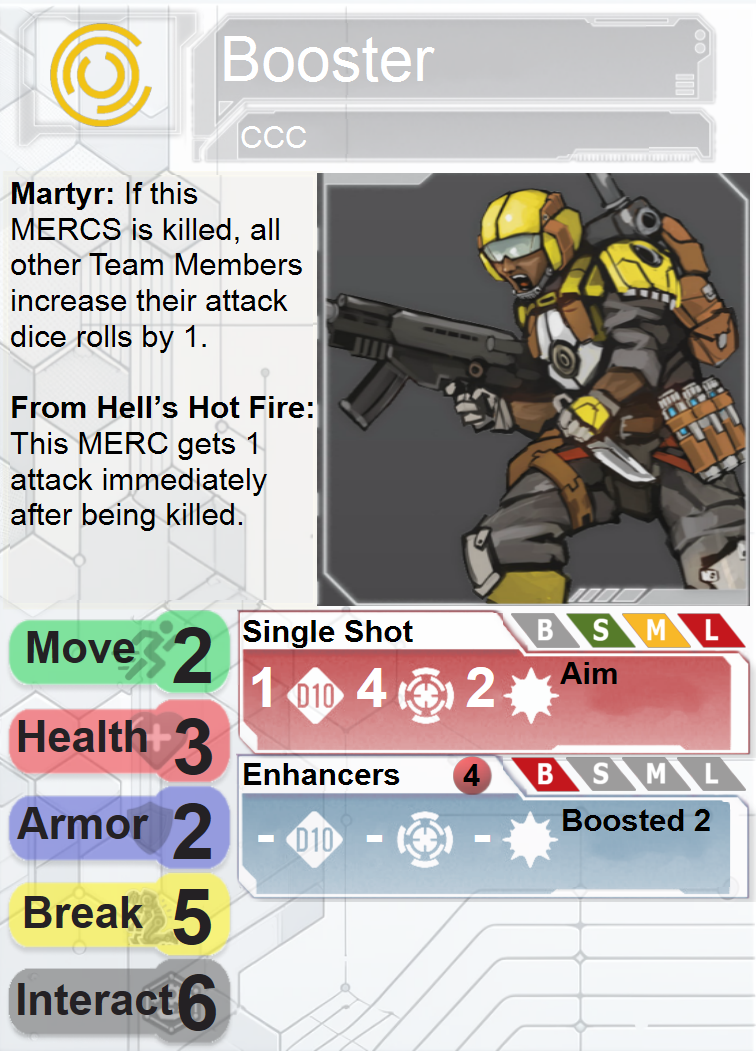 Booster
CCC
Martyr: If this
MERCS is killed, all
other Team Members
increase their attack
dice rolls by 1.
From Hell’s Hot Fire:
This MERC gets 1
attack immediately
after being killed.
Move 2
Health 3
Armor 2
Break 5
Interact 6
Single Shot B S M L
1 D10 4 2 Aim
Enhancers 4 B S M L
- D10 - - Boosted 2